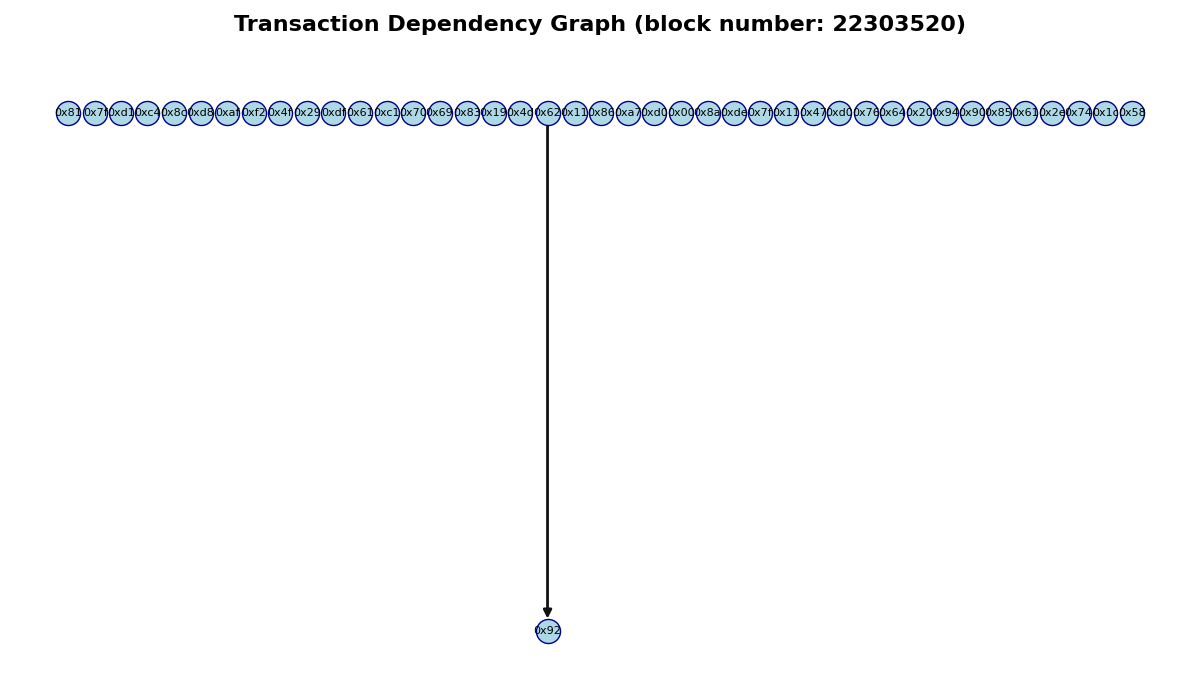 Transaction Dependency Graph (block number: 22303520)
0x81 0x7f 0xd1 0xc4 0x8c 0xd8 0xaf 0xf2 0x4f 0x29 0xdf 0x61 0xc1 0x70 0x69 0x83 0x19 0x4d 0x62 0x11 0x86 0xa7 0xd0 0x00 0x8a 0xde 0x7f 0x11 0x47 0xd0 0x76 0x64 0x20 0x94 0x90 0x85 0x61 0x2e 0x74 0x1c 0x58
0x92